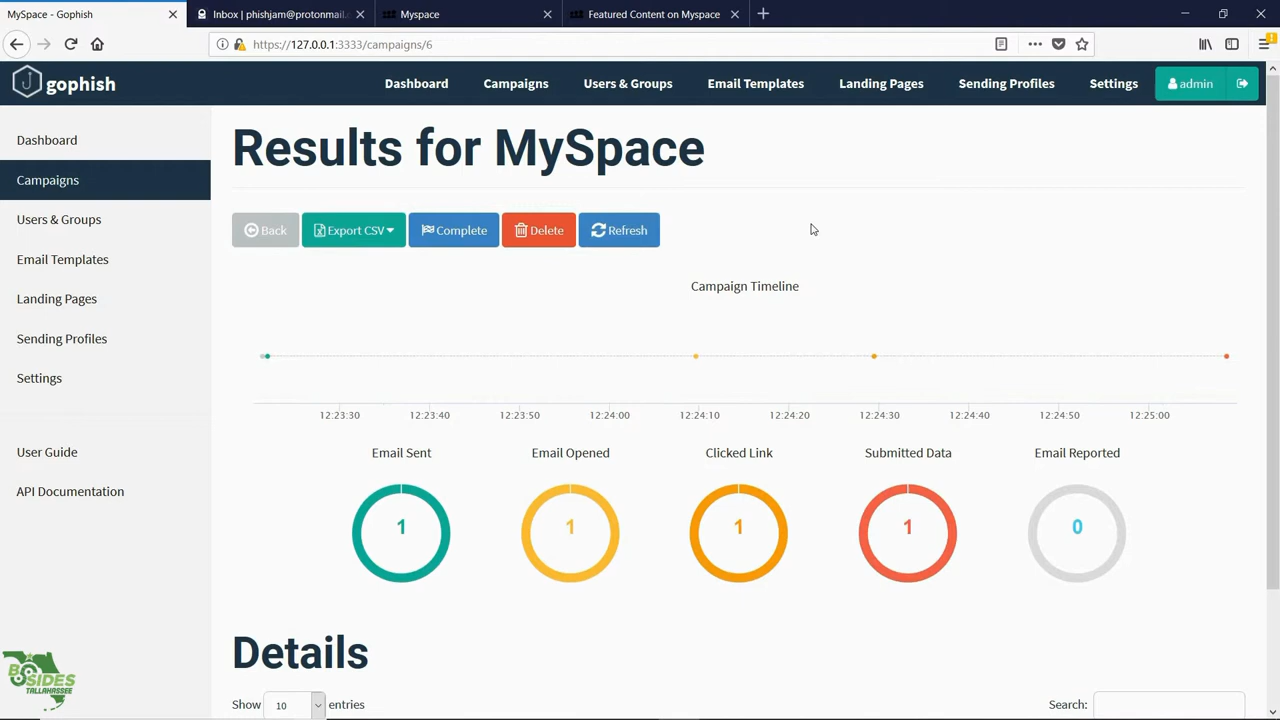 MySpace - Gophish
Inbox | phishjam@protonmail.
Myspace
Featured Content on Myspace
https://127.0.0.1:3333/campaigns/6
gophish
Dashboard
Campaigns
Users & Groups
Email Templates
Landing Pages
Sending Profiles
Settings
admin
Dashboard
Campaigns
Users & Groups
Email Templates
Landing Pages
Sending Profiles
Settings
User Guide
API Documentation
Results for MySpace
Back
Export CSV
Complete
Delete
Refresh
Campaign Timeline
12:23:30
12:23:40
12:23:50
12:24:00
12:24:10
12:24:20
12:24:30
12:24:40
12:24:50
12:25:00
Email Sent
Email Opened
Clicked Link
Submitted Data
Email Reported
1
1
1
1
0
Details
Show 10 entries
Search:
BSIDES
TALLAHASSEE